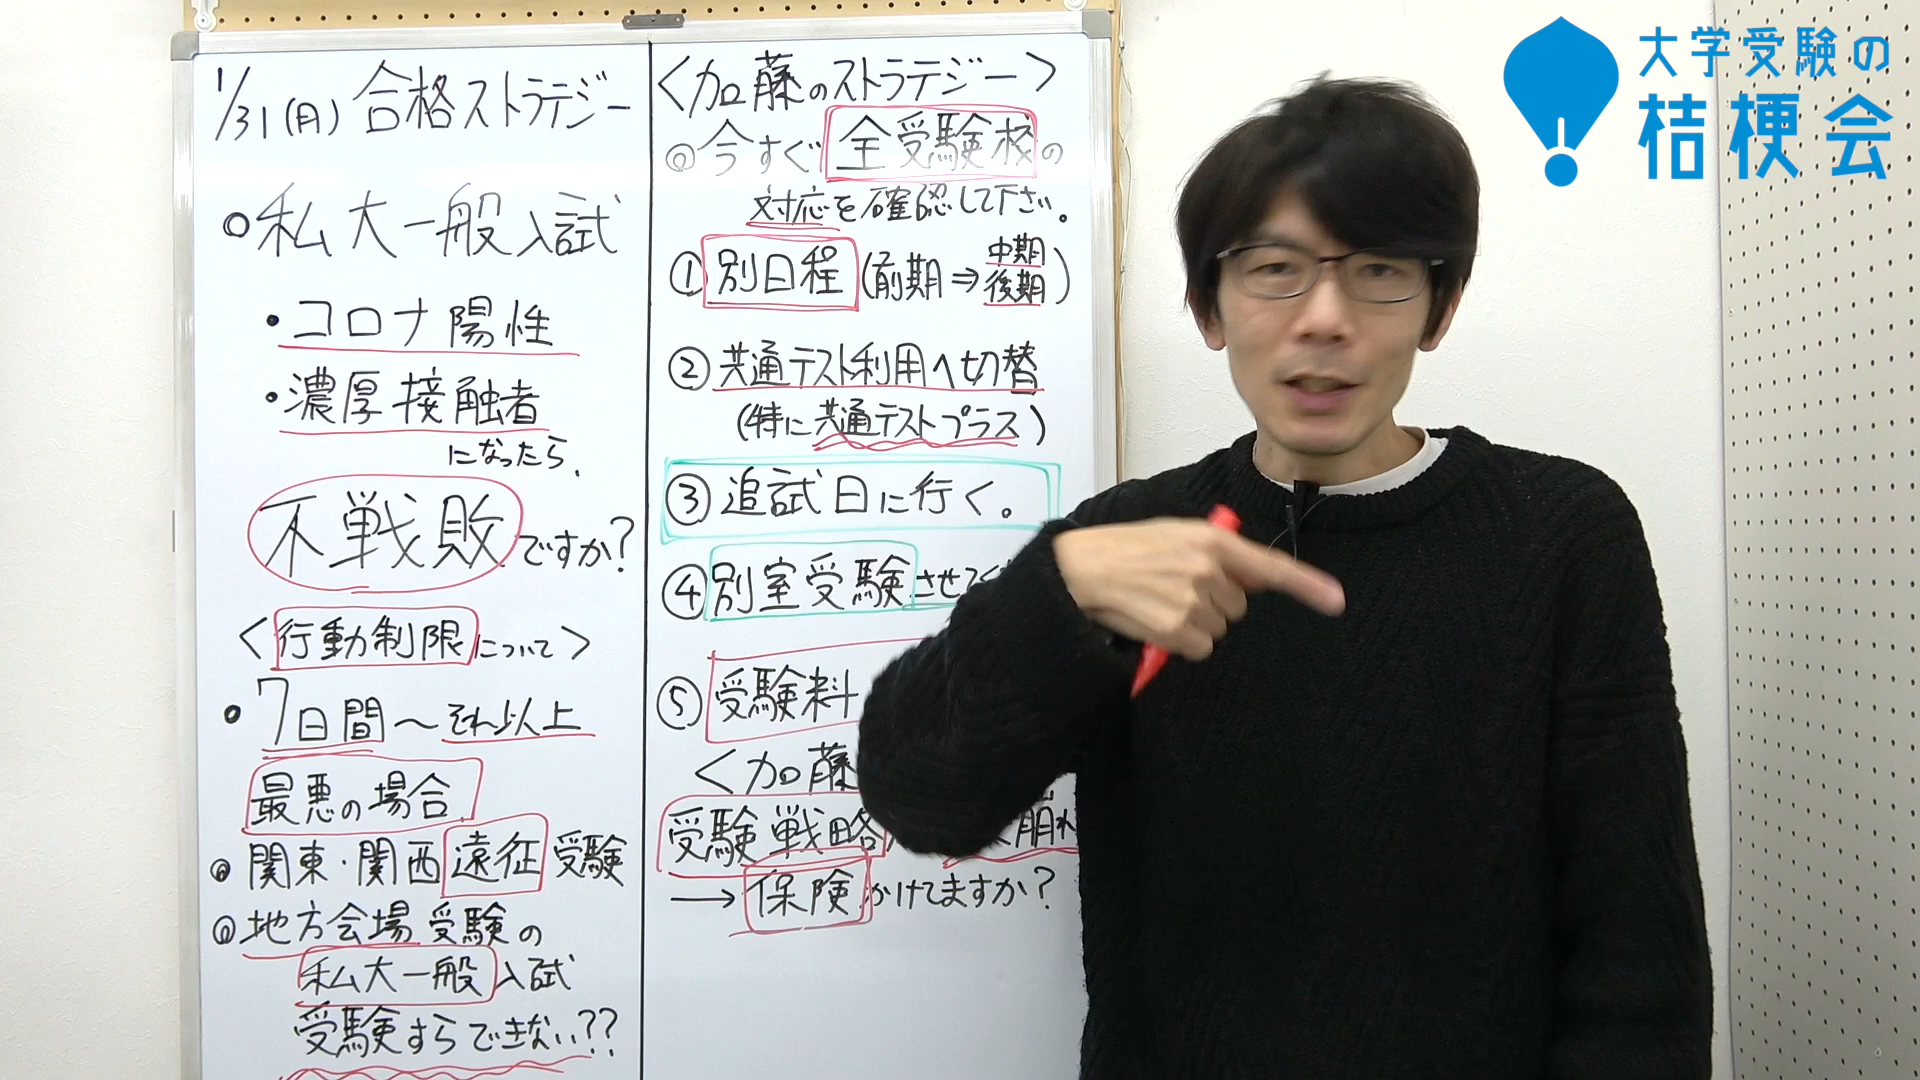 1/31(月) 合格ストラテジー
○私大一般入試
・コロナ陽性
・濃厚接触者
になったら、
不戦敗ですか?
<行動制限について>
・7日間〜それ以上
最悪の場合
◎関東・関西遠征受験
◎地方会場受験の
私大一般入試
受験すらできない??
<加藤のストラテジー>
◎今すぐ全受験校の
対応を確認して下さい。
①別日程(前期⇒中期
後期)
②共通テスト利用へ切替
(特に共通テストプラス)
③追試日に行く。
④別室受験させてく
⑤受験料
<加藤
受験戦略 崩れ
→保険かけてますか?
大学受験の
桔梗会